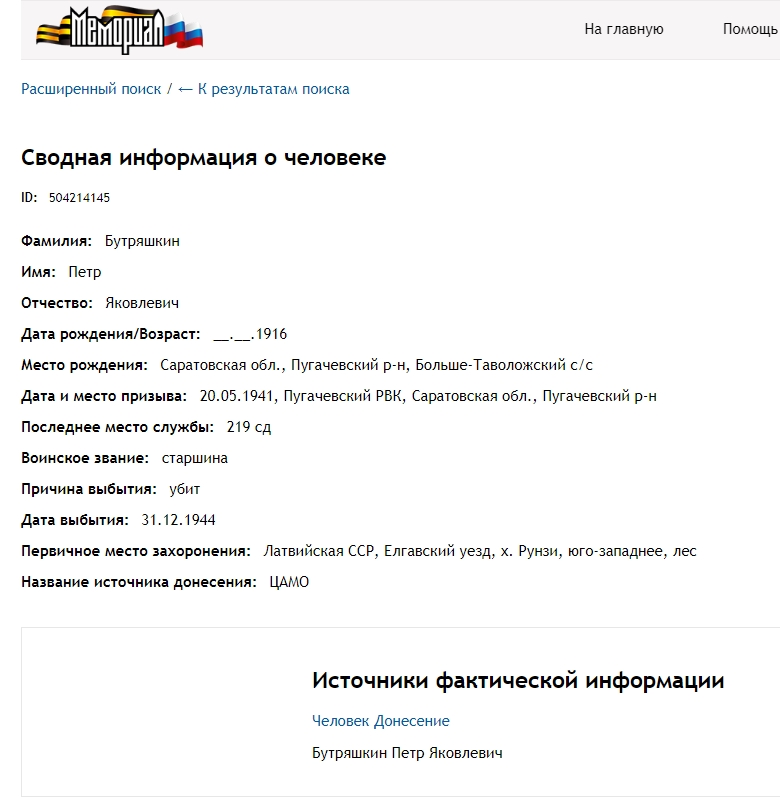 Мемориал
На главную Помощь
Расширенный поиск / ← К результатам поиска
Сводная информация о человеке
ID: 504214145
Фамилия: Бутряшкин
Имя: Петр
Отчество: Яковлевич
Дата рождения/Возраст: __.__.1916
Место рождения: Саратовская обл., Пугачевский р-н, Больше-Таволожский с/с
Дата и место призыва: 20.05.1941, Пугачевский РВК, Саратовская обл., Пугачевский р-н
Последнее место службы: 219 сд
Воинское звание: старшина
Причина выбытия: убит
Дата выбытия: 31.12.1944
Первичное место захоронения: Латвийская ССР, Елгавский уезд, х. Рунзи, юго-западнее, лес
Название источника донесения: ЦАМО
Источники фактической информации
Человек Донесение
Бутряшкин Петр Яковлевич